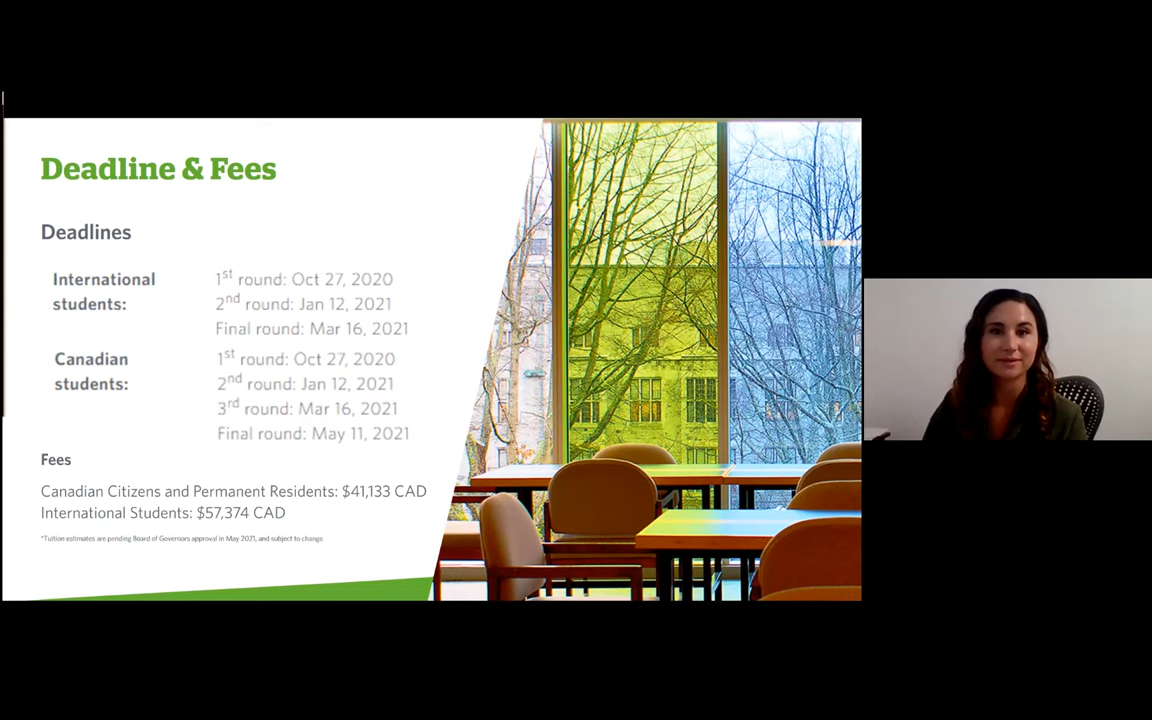 Deadline & Fees
Deadlines
International students:
1st round: Oct 27, 2020
2nd round: Jan 12, 2021
Final round: Mar 16, 2021
Canadian students:
1st round: Oct 27, 2020
2nd round: Jan 12, 2021
3rd round: Mar 16, 2021
Final round: May 11, 2021
Fees
Canadian Citizens and Permanent Residents: $41,133 CAD
International Students: $57,374 CAD
*Tuition estimates are pending Board of Governors approval in May 2021, and subject to change